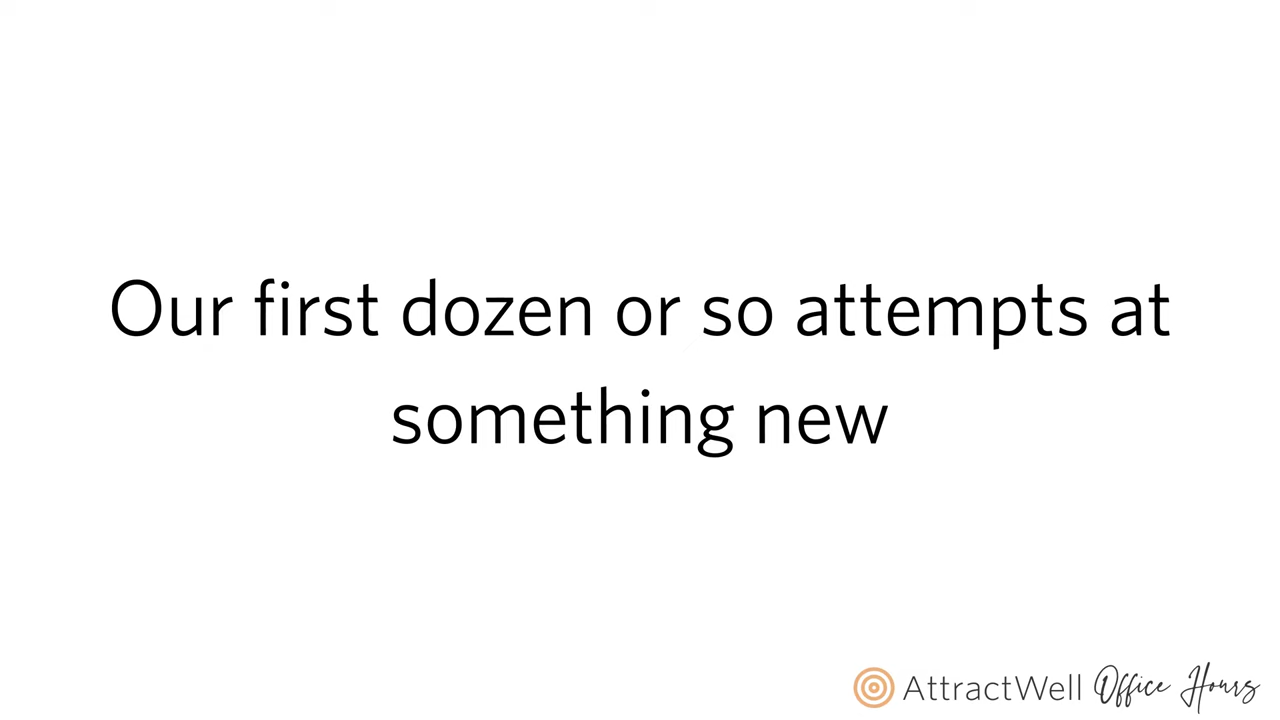 Our first dozen or so attempts at
something new
AttractWell Office Hours